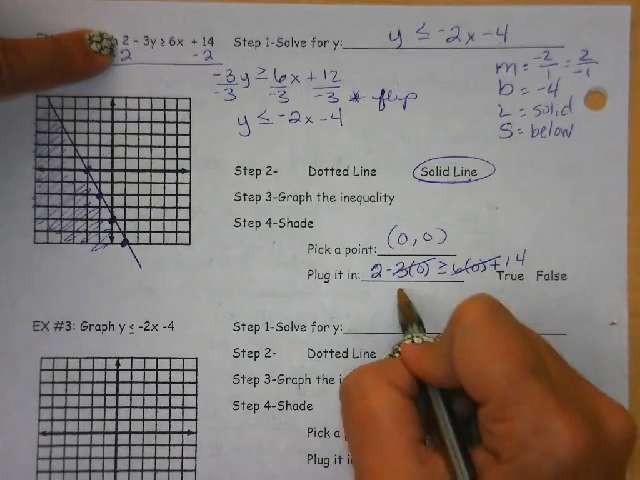 2 - 3y ≥ 6x + 14
2 -2
Step 1-Solve for y: y ≤ -2x -4
-3y ≥ 6x + 12
-3 -3 -3 * flip
y ≤ -2x -4
m = -2/1 = 2/-1
b = -4
L = solid
S = below
Step 2- Dotted Line Solid Line
Step 3-Graph the inequality
Step 4-Shade
Pick a point: (0,0)
Plug it in: 2 - 3(0) ≥ 6(0) + 14 True False
EX #3: Graph y ≤ -2x -4 Step 1-Solve for y:
Step 2- Dotted Line
Step 3-Graph the i
Step 4-Shade
Pick a p
Plug it i